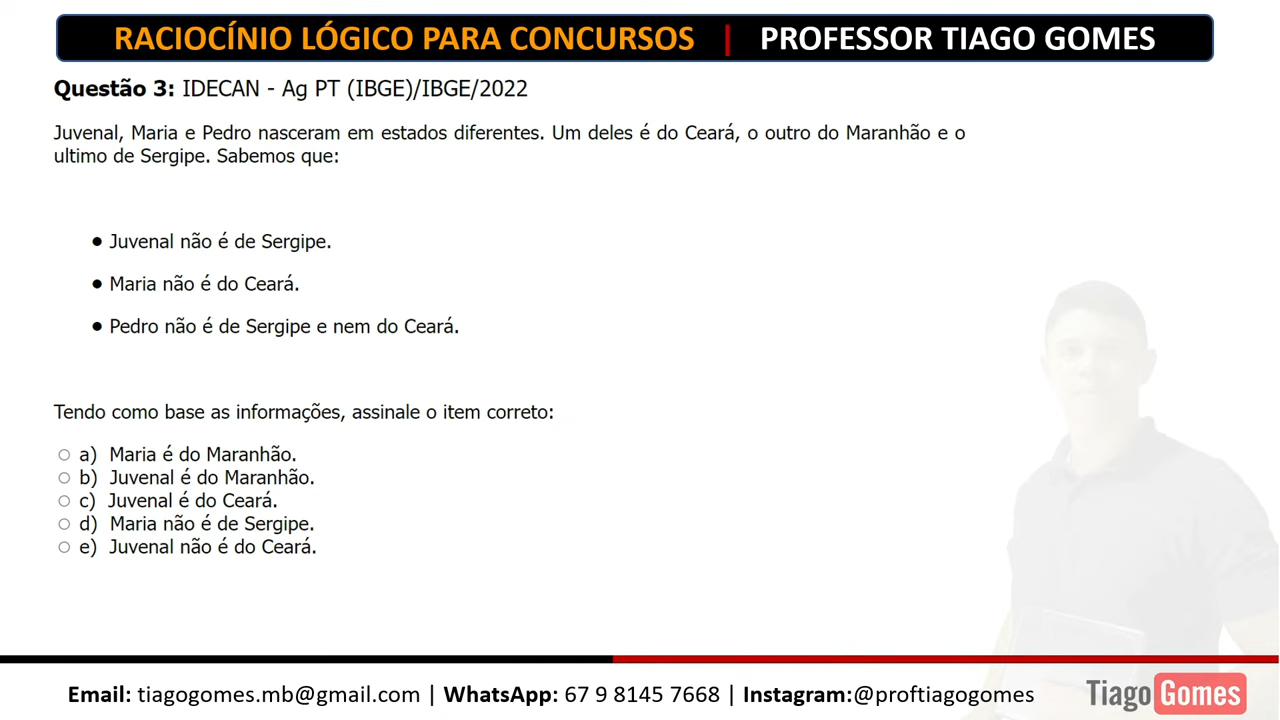 RACIOCÍNIO LÓGICO PARA CONCURSOS | PROFESSOR TIAGO GOMES
Questão 3: IDECAN - Ag PT (IBGE)/IBGE/2022
Juvenal, Maria e Pedro nasceram em estados diferentes. Um deles é do Ceará, o outro do Maranhão e o
ultimo de Sergipe. Sabemos que:
● Juvenal não é de Sergipe.
● Maria não é do Ceará.
● Pedro não é de Sergipe e nem do Ceará.
Tendo como base as informações, assinale o item correto:
a) Maria é do Maranhão.
b) Juvenal é do Maranhão.
c) Juvenal é do Ceará.
d) Maria não é de Sergipe.
e) Juvenal não é do Ceará.
Email: tiagogomes.mb@gmail.com | WhatsApp: 67 9 8145 7668 | Instagram:@proftiagogomes
Tiago Gomes